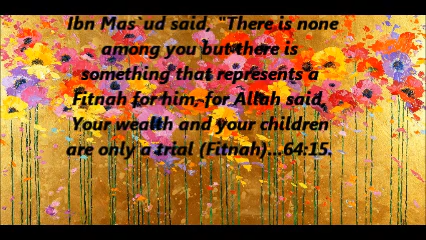 Ibn Mas`ud said, "There is none
among you but there is
something that represents a
Fitnah for him, for Allah said,
Your wealth and your children
are only a trial (Fitnah)...64:15.